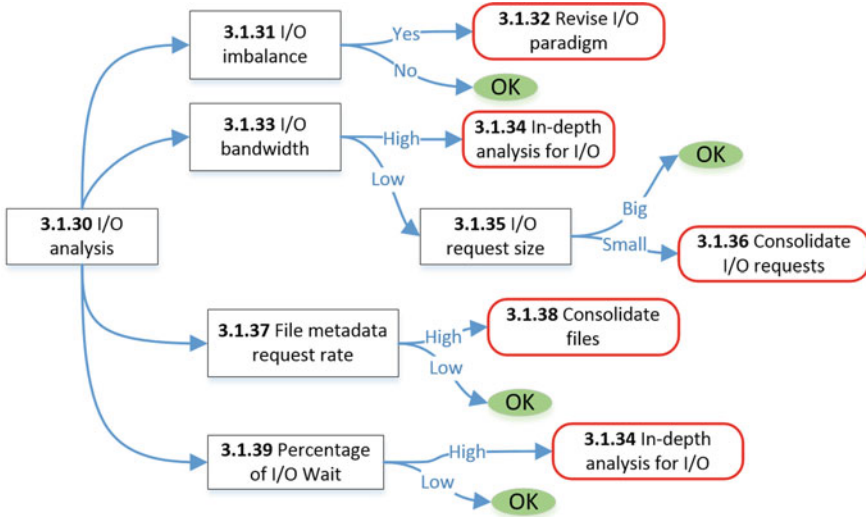 3.1.31 I/O
imbalance
Yes
3.1.32 Revise I/O
paradigm
No
OK
3.1.33 I/O
bandwidth
High
3.1.34 In-depth
analysis for I/O
Low
OK
3.1.30 I/O
analysis
3.1.35 I/O
request size
Big
Small
3.1.36 Consolidate
I/O requests
3.1.37 File metadata
request rate
High
3.1.38 Consolidate
files
Low
OK
3.1.39 Percentage
of I/O Wait
High
3.1.34 In-depth
analysis for I/O
Low
OK